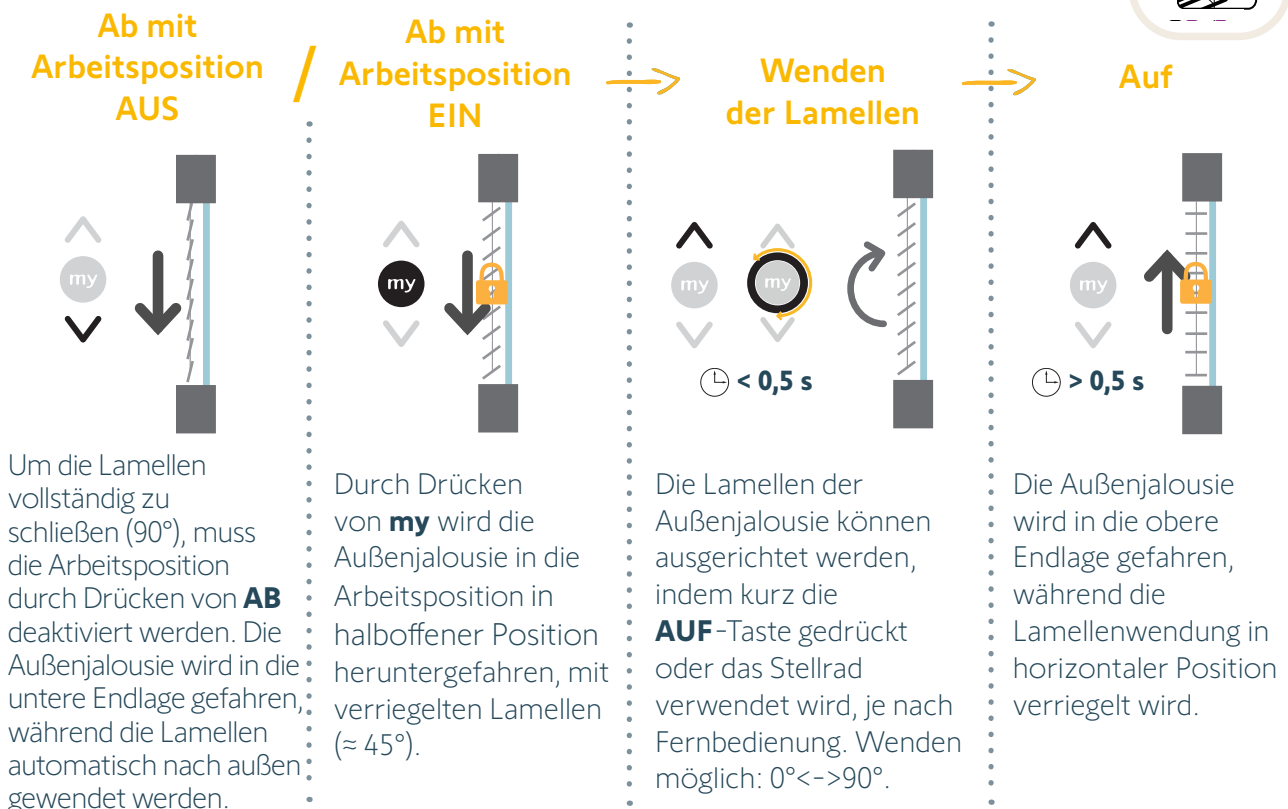 Ab mit
Arbeitsposition
AUS
/
Ab mit
Arbeitsposition
EIN
Wenden
der Lamellen
Auf
my
my
my
my
my
< 0,5 s
> 0,5 s
Um die Lamellen
vollständig zu
schließen (90°), muss
die Arbeitsposition
durch Drücken von AB
deaktiviert werden. Die
Außenjalousie wird in die
untere Endlage gefahren,
während die Lamellen
automatisch nach außen
gewendet werden.
Durch Drücken
von my wird die
Außenjalousie in die
Arbeitsposition in
halboffener Position
heruntergefahren, mit
verriegelten Lamellen
(≈ 45°).
Die Lamellen der
Außenjalousie können
ausgerichtet werden,
indem kurz die
AUF-Taste gedrückt
oder das Stellrad
verwendet wird, je nach
Fernbedienung. Wenden
möglich: 0°<->90°.
Die Außenjalousie
wird in die obere
Endlage gefahren,
während die
Lamellenwendung in
horizontaler Position
verriegelt wird.